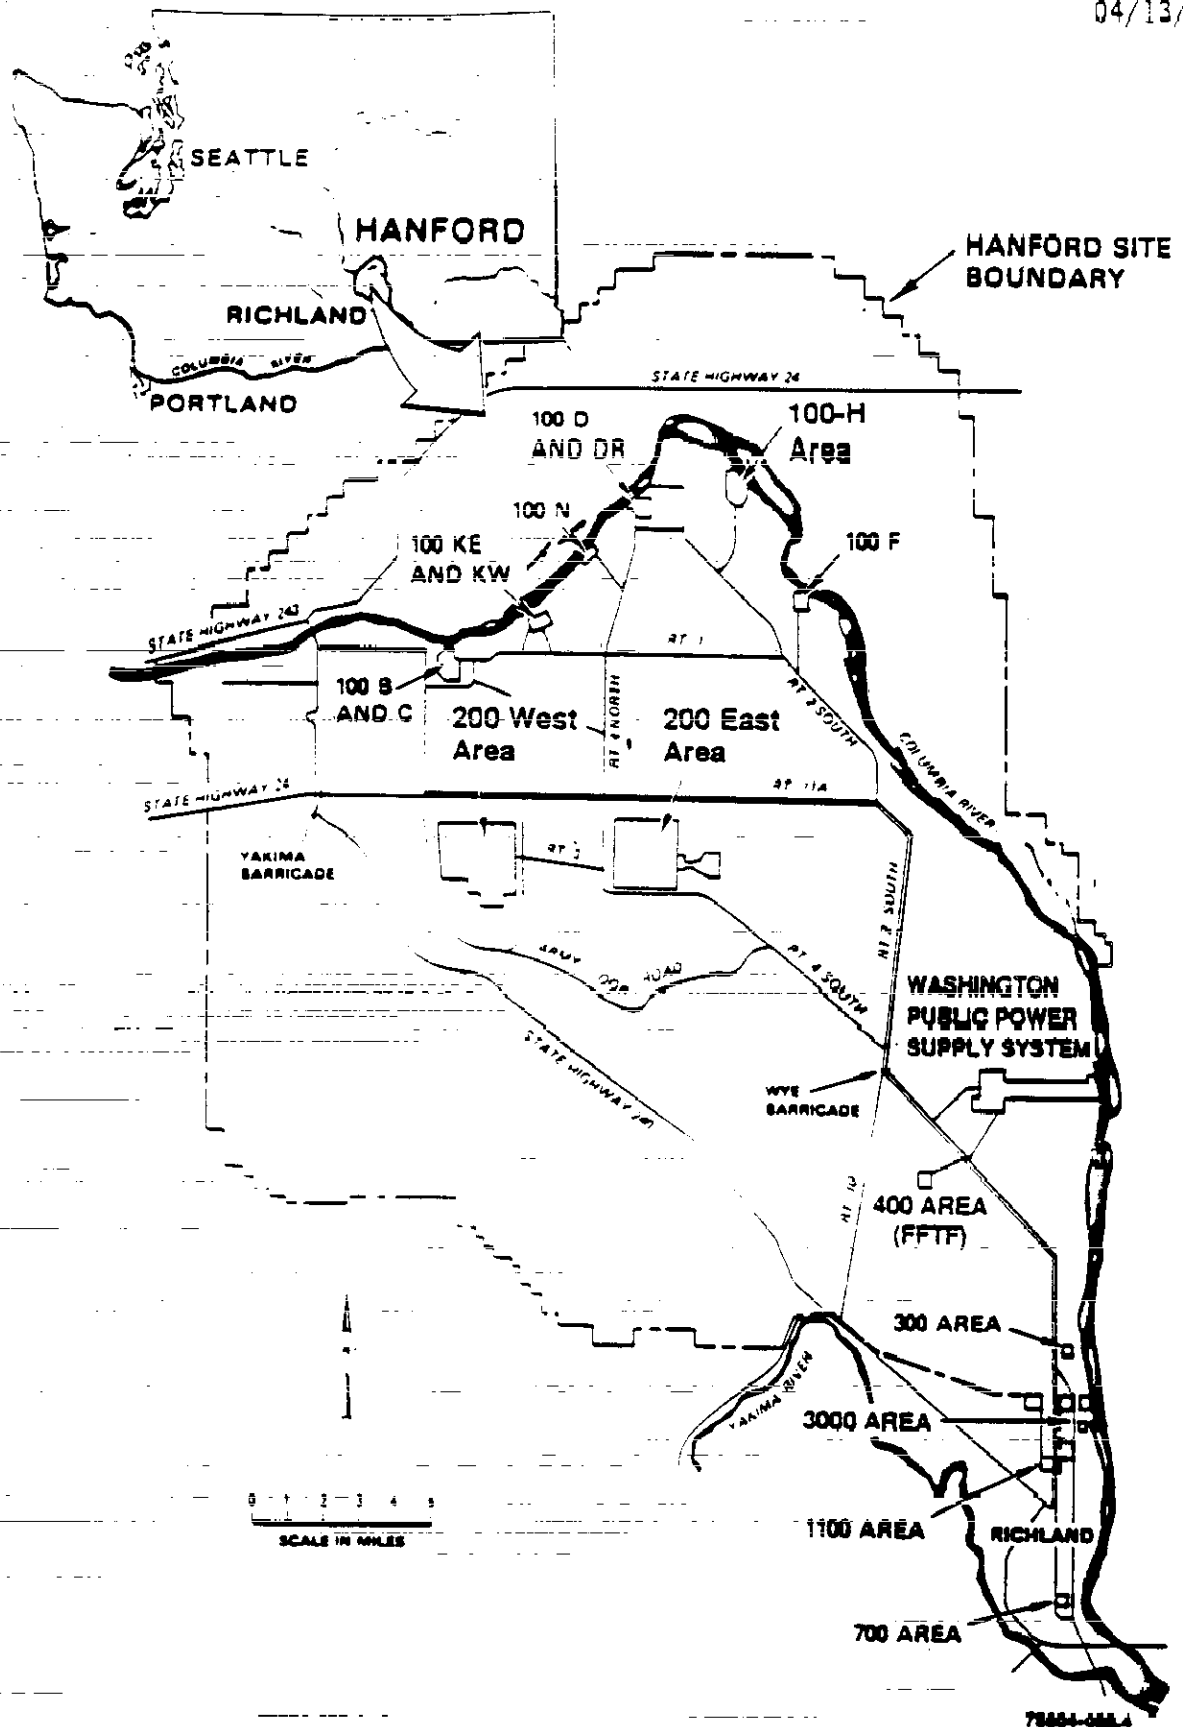 04/13/
SEATTLE
HANFORD
HANFORD SITE
BOUNDARY
RICHLAND
COLUMBIA RIVER
PORTLAND
STATE HIGHWAY 24
100 D
AND DR
100-H
Area
100 N
100 KE
AND KW
100 F
STATE HIGHWAY 243
RT 1
100 B
AND C
200 West
Area
RT 4 NORTH
200 East
Area
RT 2 SOUTH
COLUMBIA RIVER
STATE HIGHWAY 24
RT 11A
YAKIMA
BARRICADE
RT 3
RT 2 SOUTH
ARMY LOOP ROAD
RT 4 SOUTH
WASHINGTON
PUBLIC POWER
SUPPLY SYSTEM
STATE HIGHWAY 240
WYE
BARRICADE
RT 10
400 AREA
(FFTF)
300 AREA
YAKIMA RIVER
3000 AREA
0 1 2 3 4 5
SCALE IN MILES
1100 AREA
RICHLAND
700 AREA